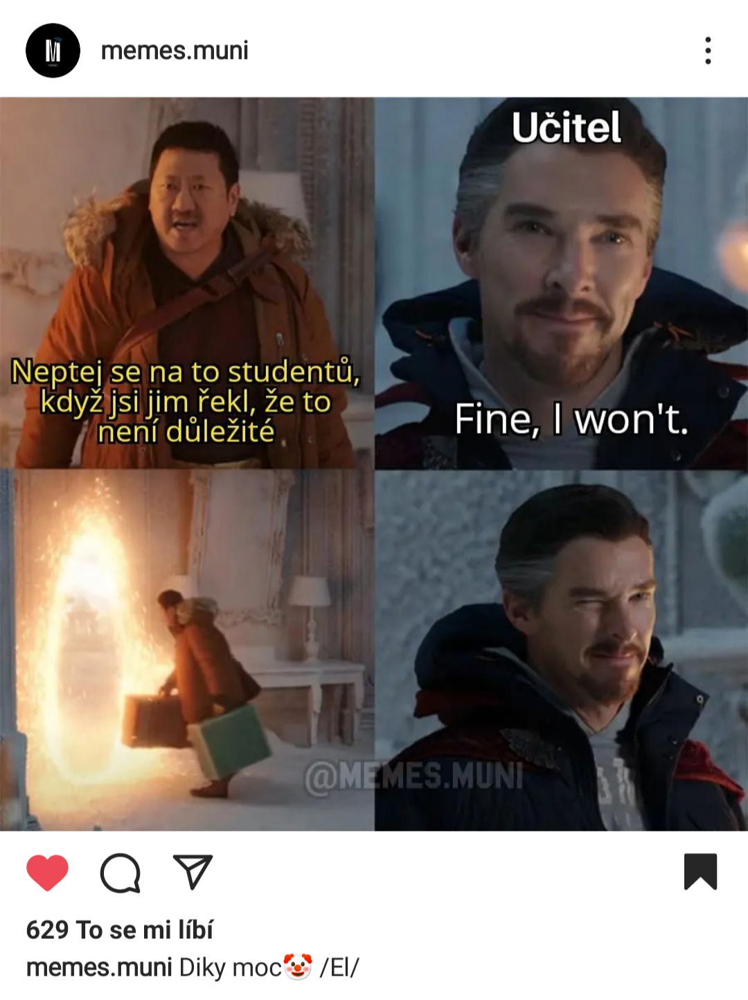 memes.muni
Učitel
Neptej se na to studentů,
když jsi jim řekl, že to
není důležité
Fine, I won't.
@MEMES.MUNI
629 To se mi líbí
memes.muni Diky moc🤡 /El/